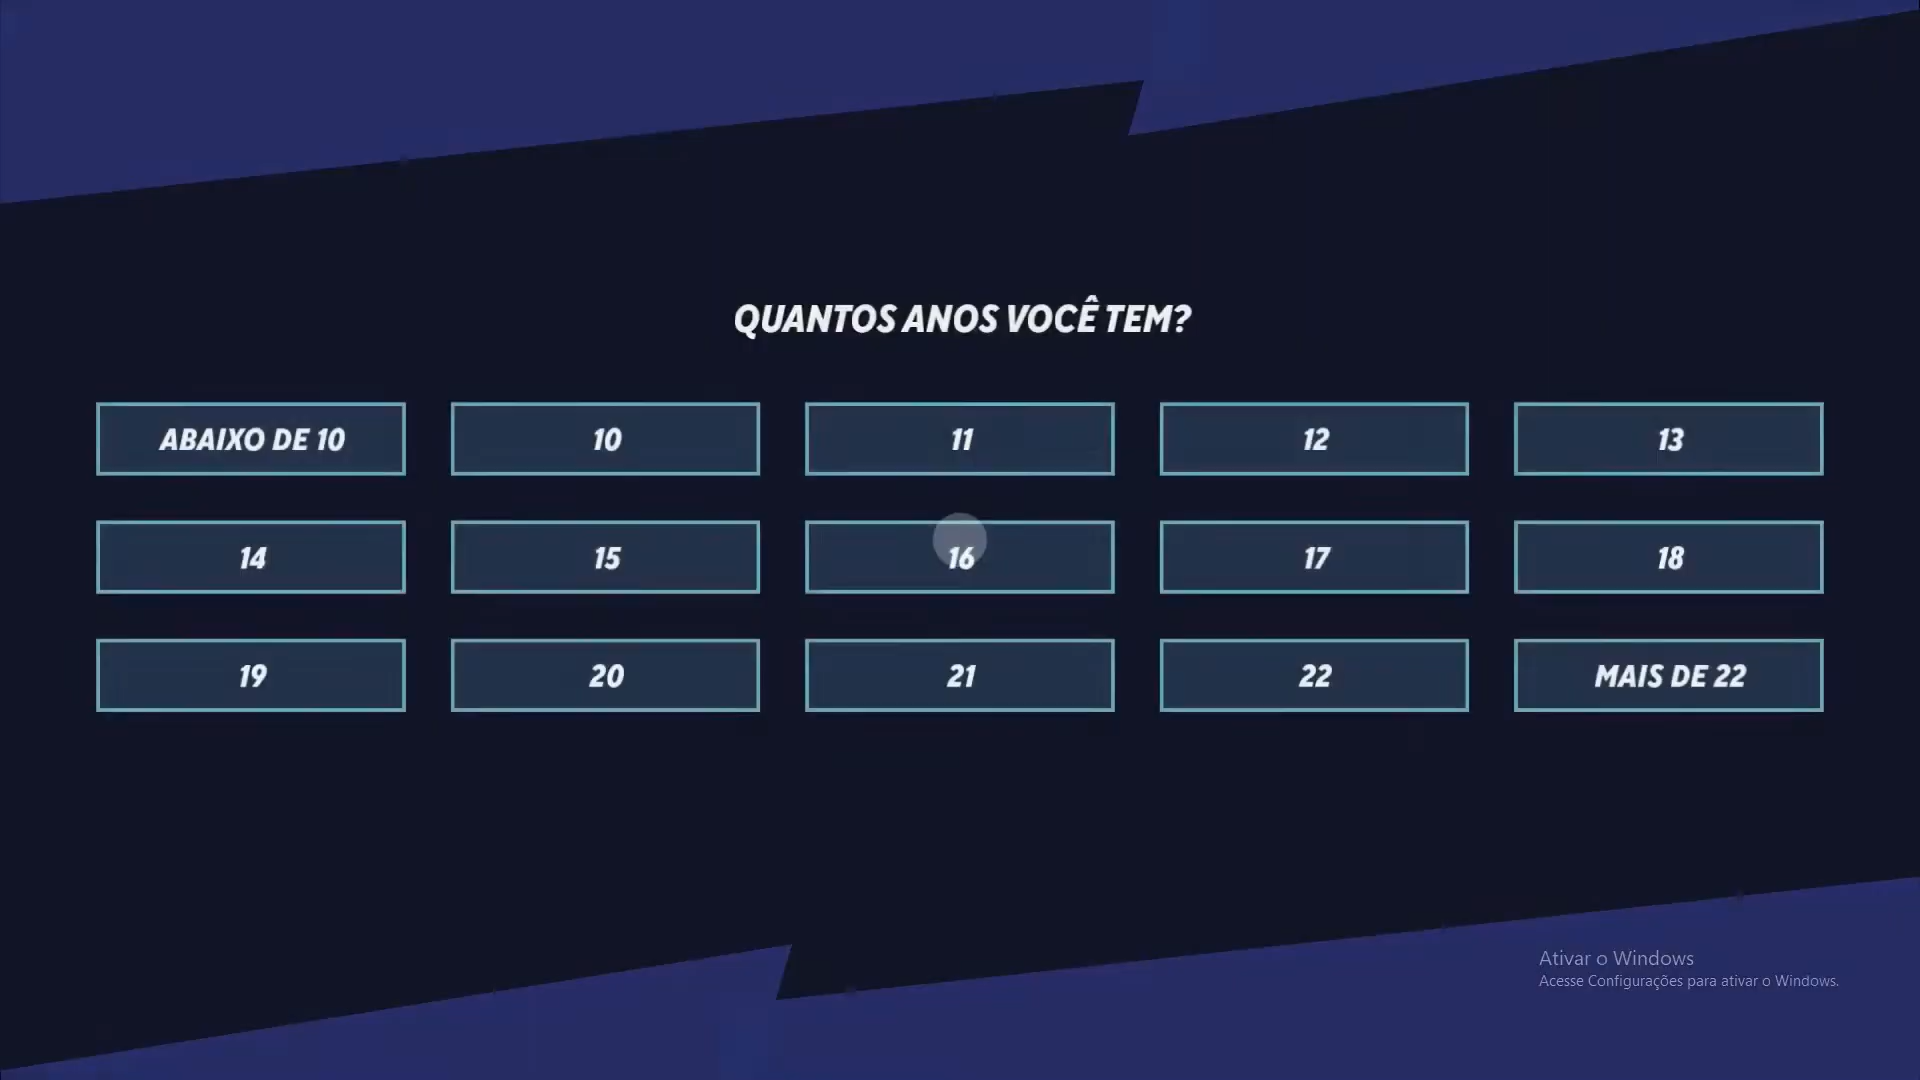 QUANTOS ANOS VOCÊ TEM?
ABAIXO DE 10
10
11
12
13
14
15
16
17
18
19
20
21
22
MAIS DE 22
Ativar o Windows
Acesse Configurações para ativar o Windows.